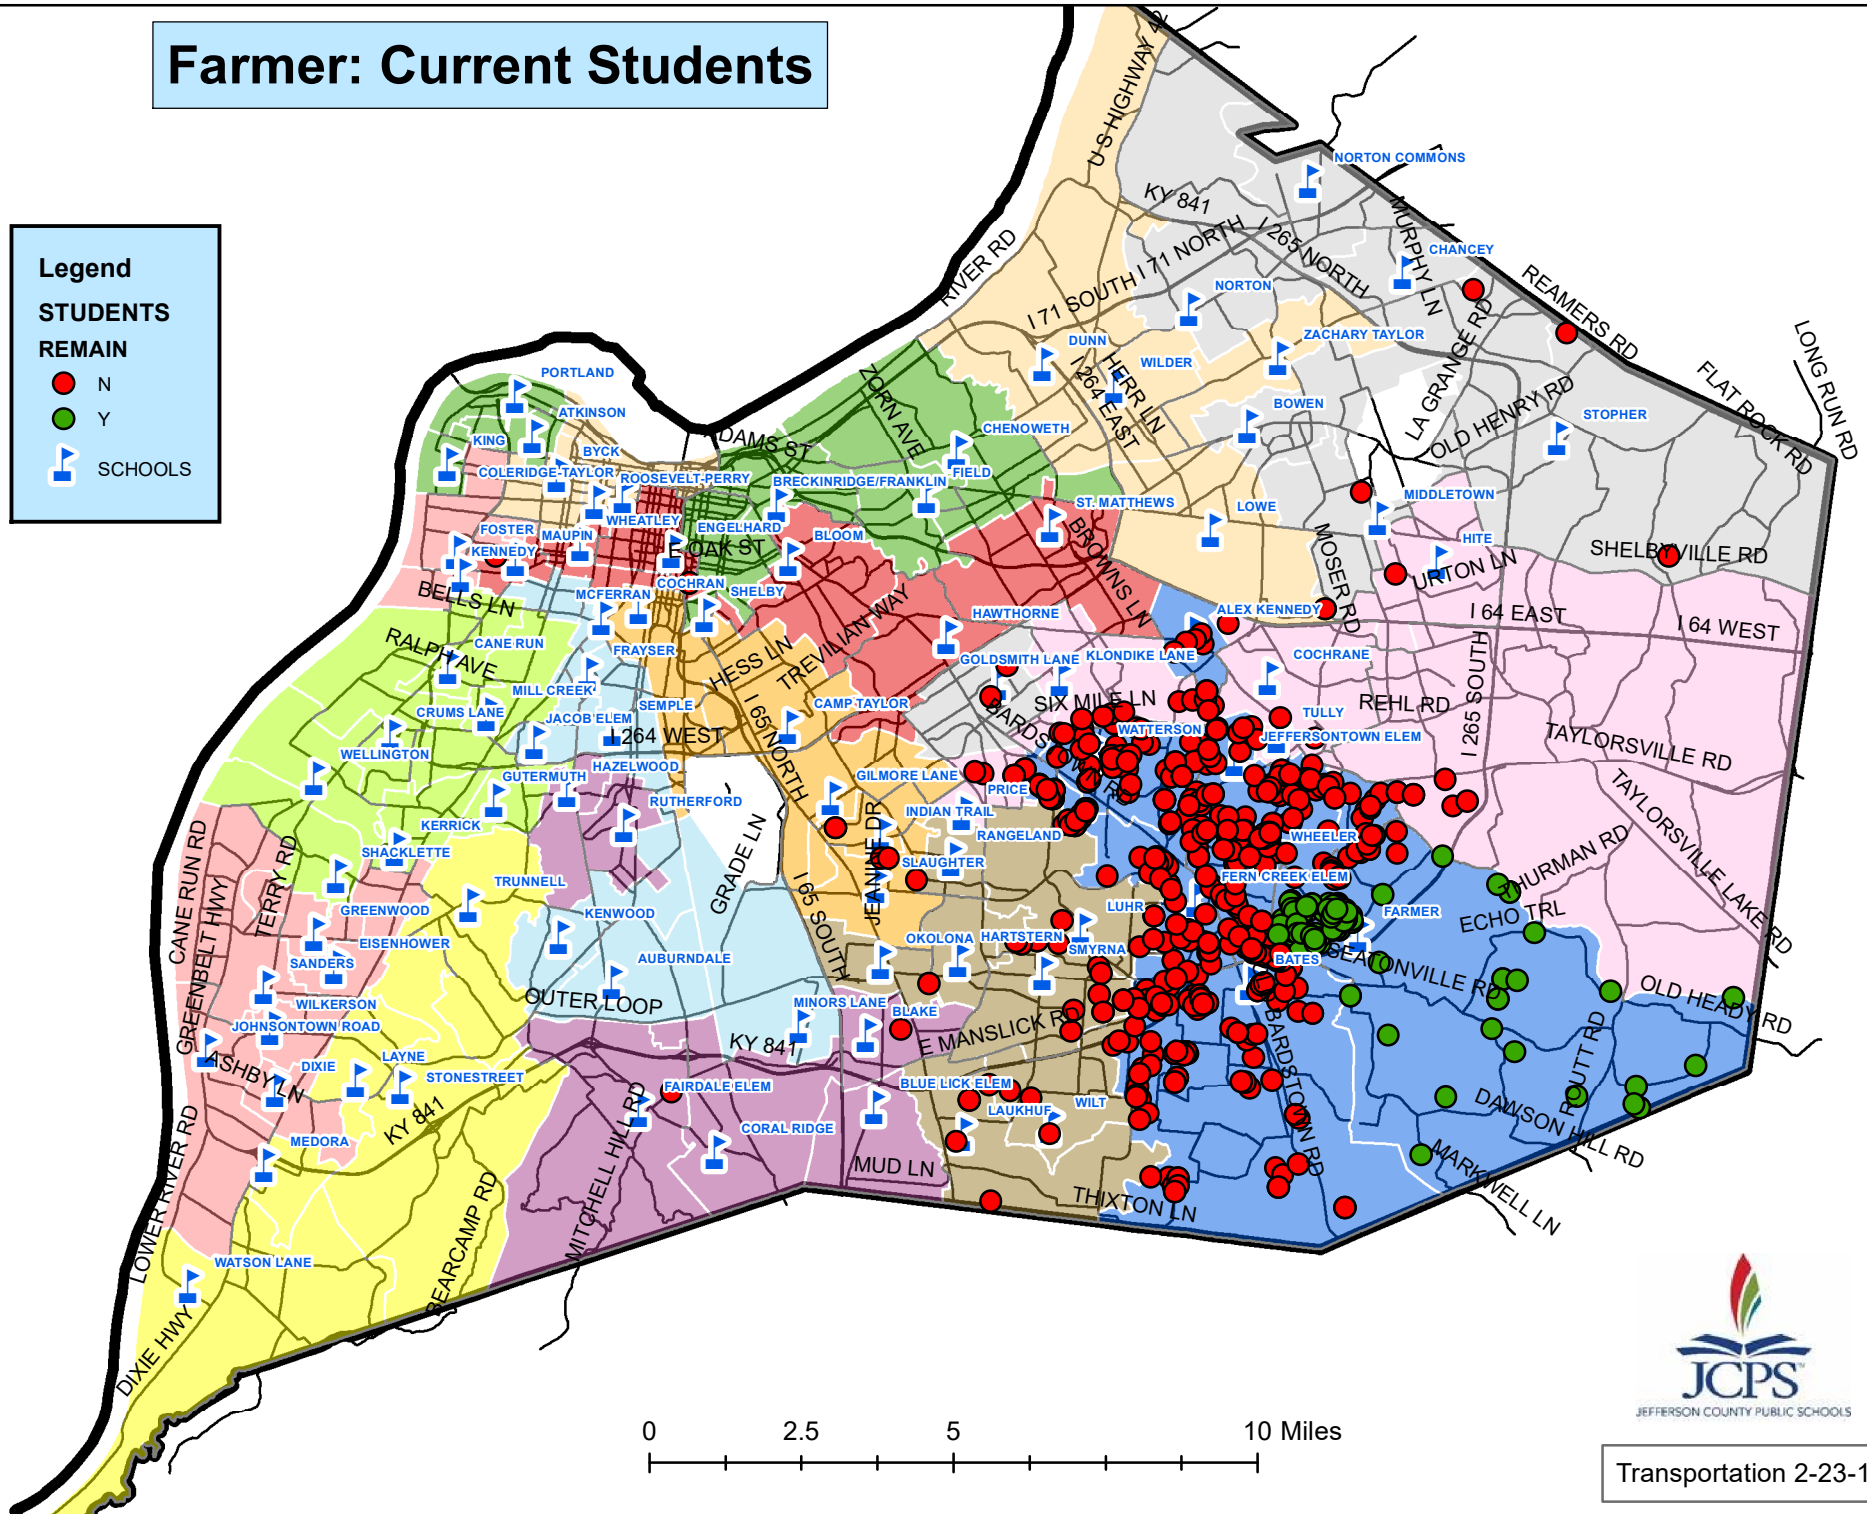 Farmer: Current Students
Legend
STUDENTS
REMAIN
N
Y
SCHOOLS
U S HIGHWAY 42
NORTON COMMONS
KY 841
I 265 NORTH
MURPHY LN
CHANCEY
I 71 NORTH
I 71 SOUTH
RIVER RD
NORTON
REAMERS RD
LONG RUN RD
FLAT ROCK RD
LA GRANGE RD
ZACHARY TAYLOR
DUNN
WILDER
HERR LN
I 264 EAST
OLD HENRY RD
BOWEN
STOPHER
PORTLAND
ATKINSON
KING
BYCK
ADAMS ST
ZORN AVE
CHENOWETH
COLERIDGE-TAYLOR
ROOSEVELT-PERRY
BRECKINRIDGE/FRANKLIN
FIELD
ST. MATTHEWS
LOWE
MIDDLETOWN
FOSTER
MAUPIN
WHEATLEY
ENGELHARD
BLOOM
BROWNS LN
MOSER RD
HITE
SHELBYVILLE RD
KENNEDY
E OAK ST
URTON LN
BELLS LN
MCFERRAN
COCHRAN
SHELBY
HAWTHORNE
ALEX KENNEDY
I 64 EAST
I 64 WEST
RALPH AVE
CANE RUN
FRAYSER
HESS LN
TREVILIAN WAY
GOLDSMITH LANE
KLONDIKE LANE
COCHRANE
MILL CREEK
SEMPLE
CAMP TAYLOR
SIX MILE LN
REHL RD
I 265 SOUTH
CRUMS LANE
JACOB ELEM
I 264 WEST
I 65 NORTH
BARDSTOWN RD
WATTERSON
TULLY
JEFFERSONTOWN ELEM
TAYLORSVILLE RD
WELLINGTON
GUTERMUTH
HAZELWOOD
GILMORE LANE
PRICE
RUTHERFORD
INDIAN TRAIL
TAYLORSVILLE LAKE RD
KERRICK
RANGELAND
WHEELER
THURMAN RD
CANE RUN RD
SHACKLETTE
GRADE LN
JEANINE DR
SLAUGHTER
TERRY RD
TRUNNELL
I 65 SOUTH
FERN CREEK ELEM
GREENBELT HWY
GREENWOOD
KENWOOD
LUHR
FARMER
ECHO TRL
EISENHOWER
OKOLONA
HARTSTERN
SMYRNA
SEATONVILLE RD
SANDERS
AUBURNDALE
BATES
OLD HEADY RD
WILKERSON
OUTER LOOP
MINORS LANE
BLAKE
JOHNSONTOWN ROAD
E MANSLICK RD
BARDSTOWN RD
ROUTT RD
KY 841
ASHBY LN
DIXIE
LAYNE
STONESTREET
FAIRDALE ELEM
BLUE LICK ELEM
LAUKHUF
WILT
DAWSON HILL RD
KY 841
MEDORA
MITCHELL HILL RD
CORAL RIDGE
MUD LN
MARKWELL LN
LOWER RIVER RD
BEARCAMP RD
THIXTON LN
WATSON LANE
DIXIE HWY
0 2.5 5 10 Miles
JCPS
JEFFERSON COUNTY PUBLIC SCHOOLS
Transportation 2-23-1